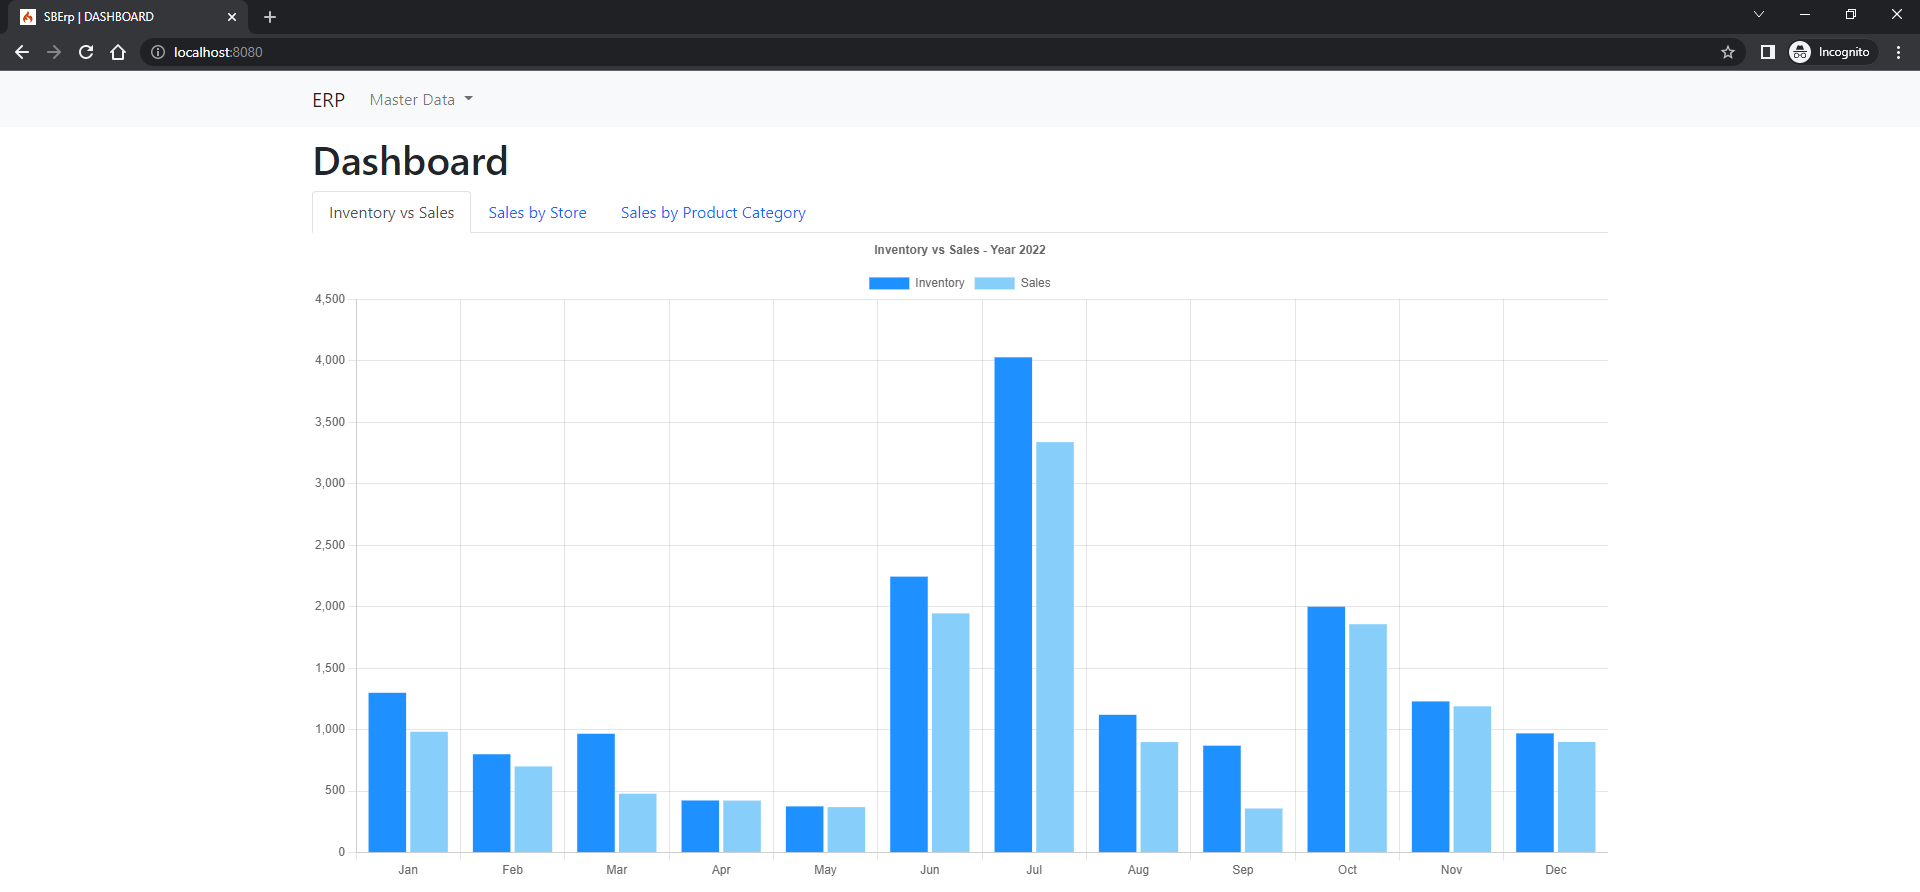 SBErp | DASHBOARD
localhost:8080
Incognito
ERP Master Data
Dashboard
Inventory vs Sales Sales by Store Sales by Product Category
Inventory vs Sales - Year 2022
Inventory Sales
4,500
4,000
3,500
3,000
2,500
2,000
1,500
1,000
500
0
Jan Feb Mar Apr May Jun Jul Aug Sep Oct Nov Dec